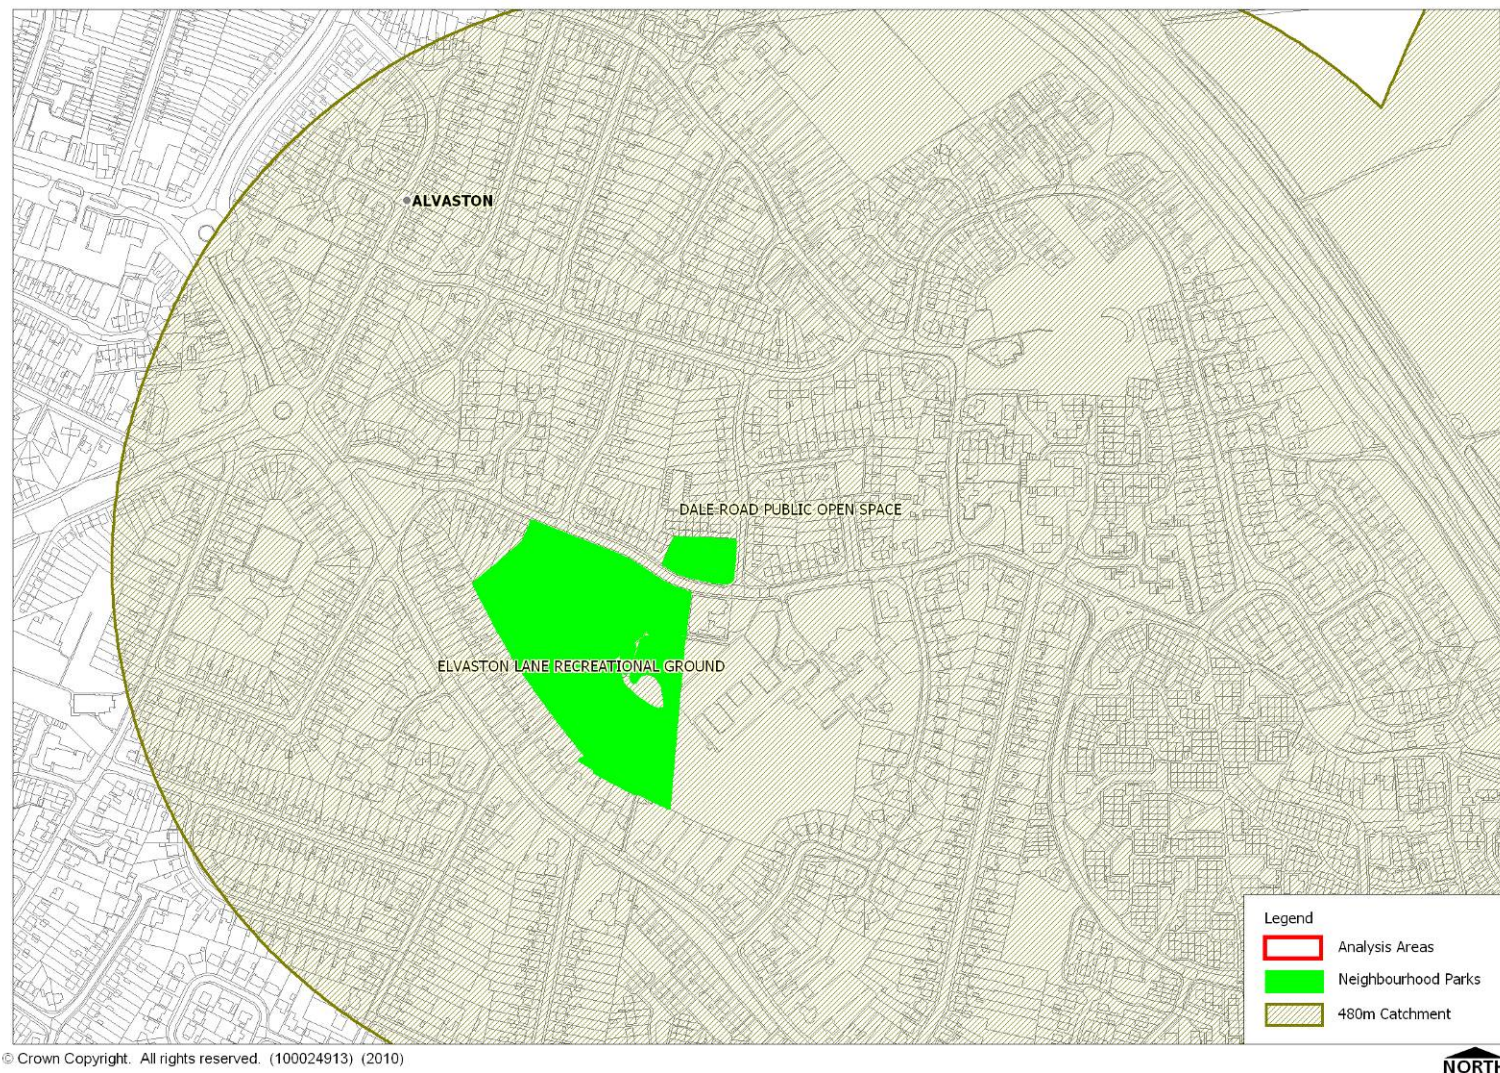 ALVASTON
DALE ROAD PUBLIC OPEN SPACE
ELVASTON LANE RECREATIONAL GROUND
Legend
Analysis Areas
Neighbourhood Parks
480m Catchment
© Crown Copyright. All rights reserved. (100024913) (2010)
NORTH